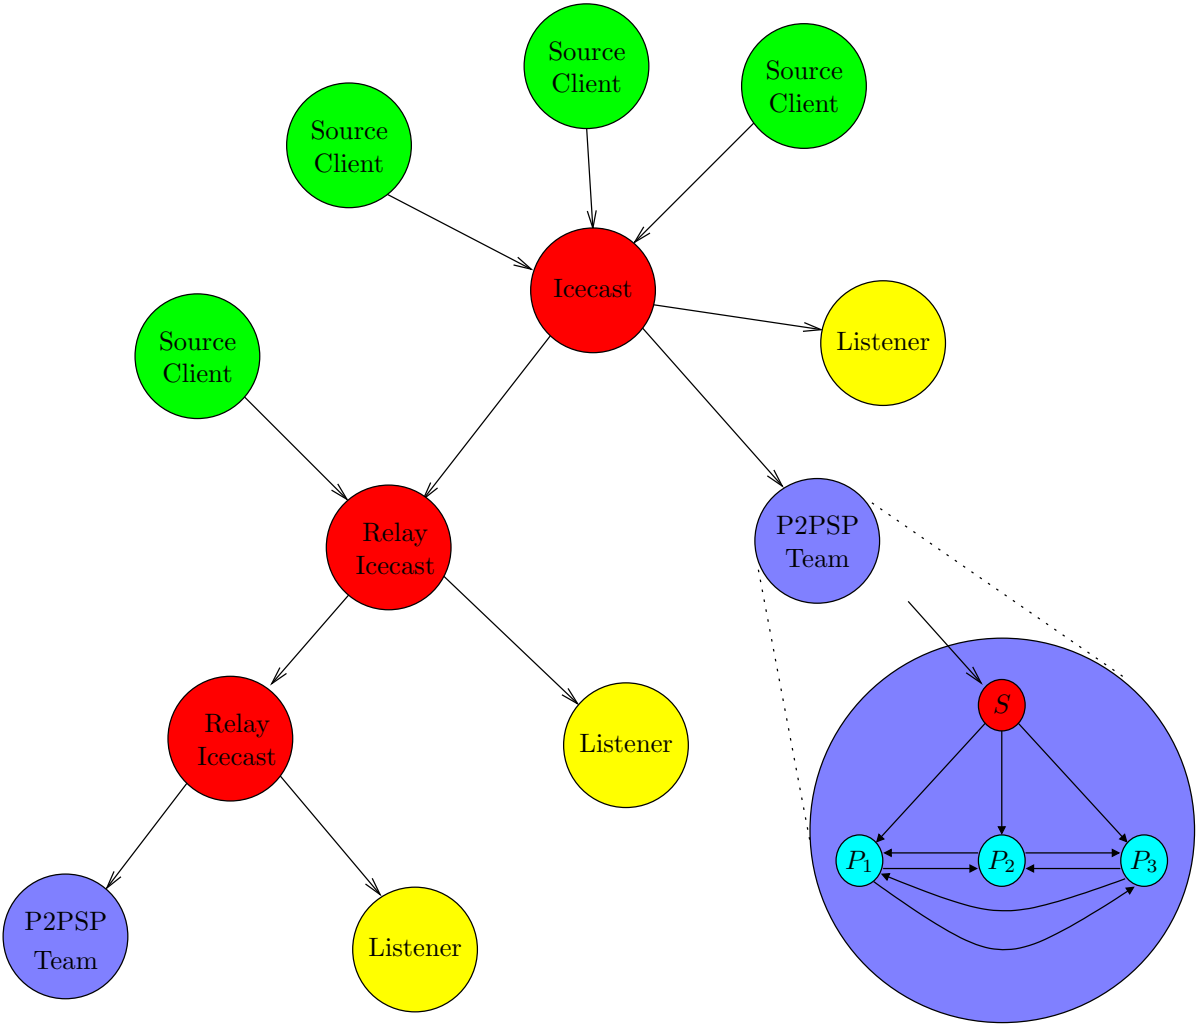 Source
Client
Source
Client
Source
Client
Icecast
Source
Client
Listener
Relay
Icecast
P2PSP
Team
Relay
Icecast
Listener
S
P₁
P₂
P₃
P2PSP
Team
Listener